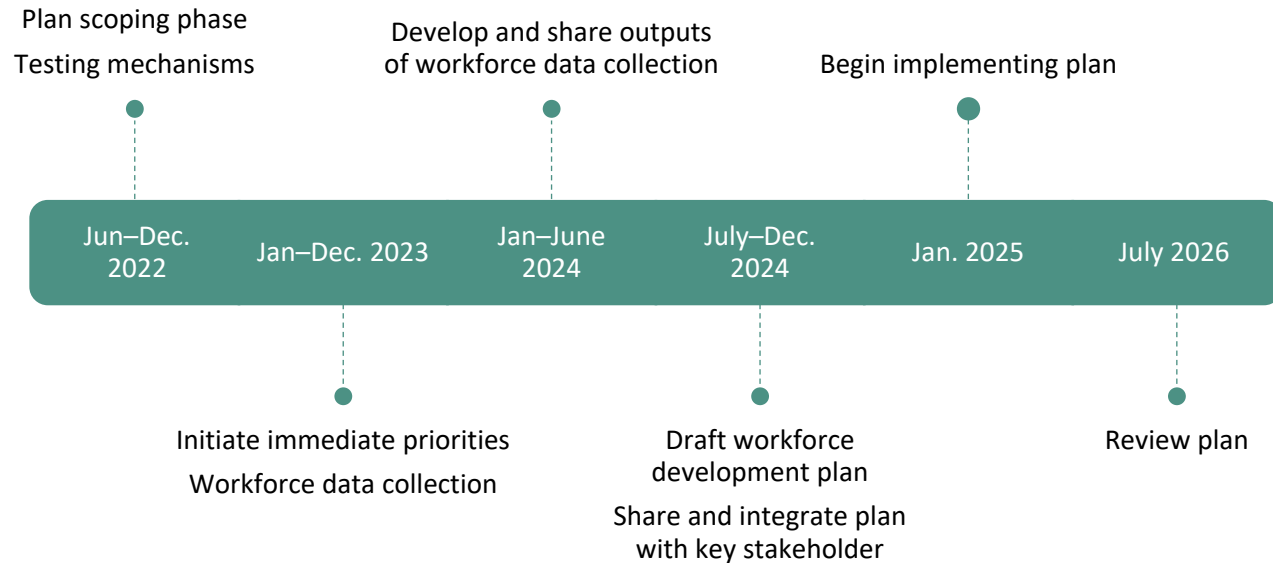 Plan scoping phase
Testing mechanisms
Develop and share outputs
of workforce data collection
Begin implementing plan
Jun–Dec.
2022
Jan–Dec. 2023
Jan–June
2024
July–Dec.
2024
Jan. 2025
July 2026
Initiate immediate priorities
Workforce data collection
Draft workforce
development plan
Share and integrate plan
with key stakeholder
Review plan